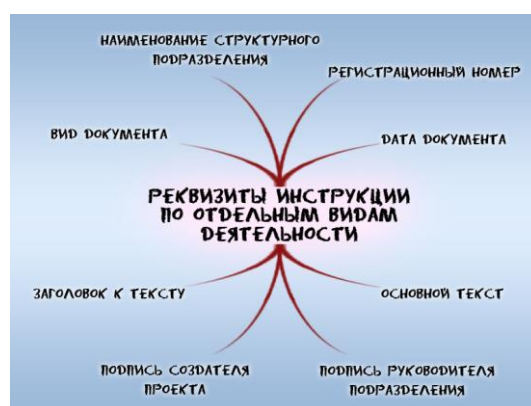 НАИМЕНОВАНИЕ СТРУКТУРНОГО
ПОДРАЗДЕЛЕНИЯ
РЕГИСТРАЦИОННЫЙ НОМЕР
ВИД ДОКУМЕНТА
ДАТА ДОКУМЕНТА
РЕКВИЗИТЫ ИНСТРУКЦИИ
ПО ОТДЕЛЬНЫМ ВИДАМ
ДЕЯТЕЛЬНОСТИ
ЗАГОЛОВОК К ТЕКСТУ
ОСНОВНОЙ ТЕКСТ
ПОДПИСЬ СОЗДАТЕЛЯ
ПРОЕКТА
ПОДПИСЬ РУКОВОДИТЕЛЯ
ПОДРАЗДЕЛЕНИЯ